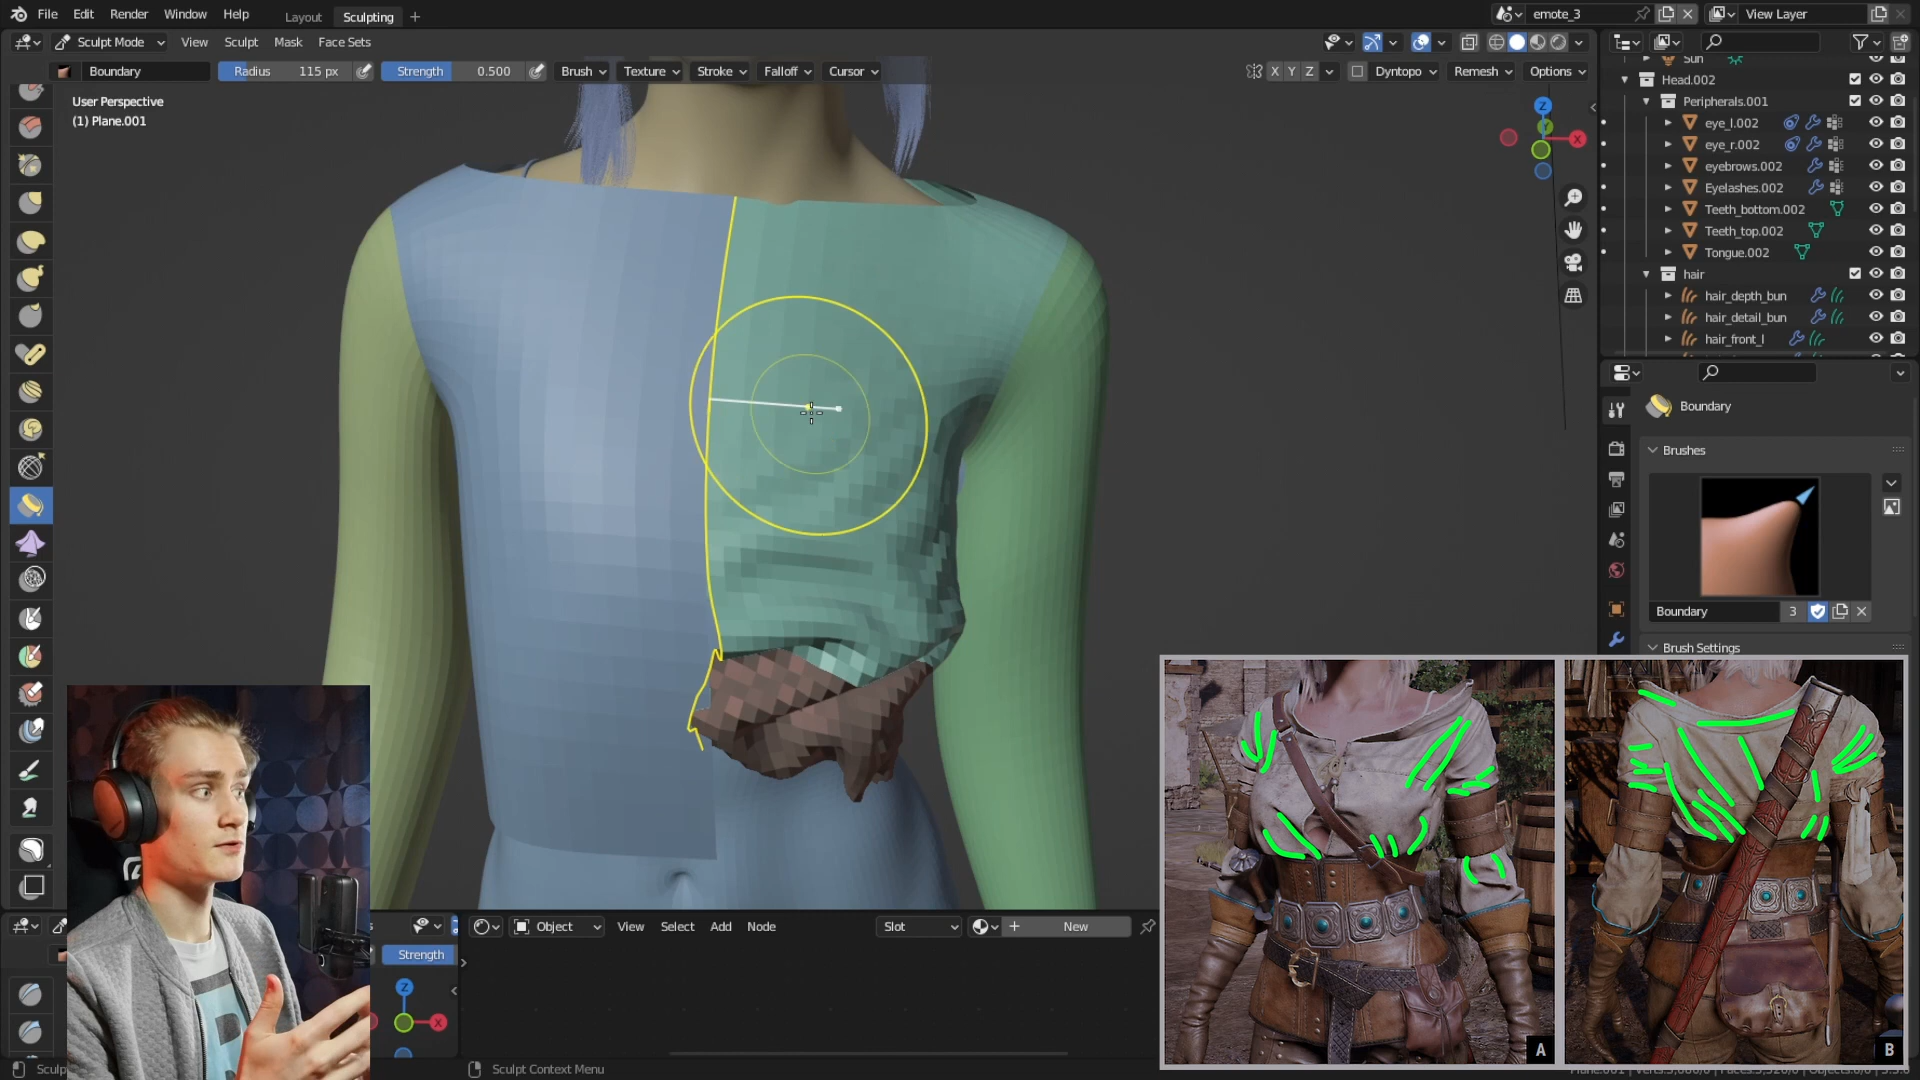 File Edit Render Window Help Layout Sculpting + emote_3 View Layer
Sculpt Mode View Sculpt Mask Face Sets
Boundary Radius 115 px Strength 0.500 Brush Texture Stroke Falloff Cursor X Y Z Dyntopo Remesh Options
User Perspective
(1) Plane.001
Z
Y
X
Sun
Head.002
Peripherals.001
eye_l.002
eye_r.002
eyebrows.002
Eyelashes.002
Teeth_bottom.002
Teeth_top.002
Tongue.002
hair
hair_depth_bun
hair_detail_bun
hair_front_l
Boundary
Brushes
Boundary 3
Brush Settings
A
B
Object View Select Add Node Slot New
Strength
Z
X
Sculpt Context Menu